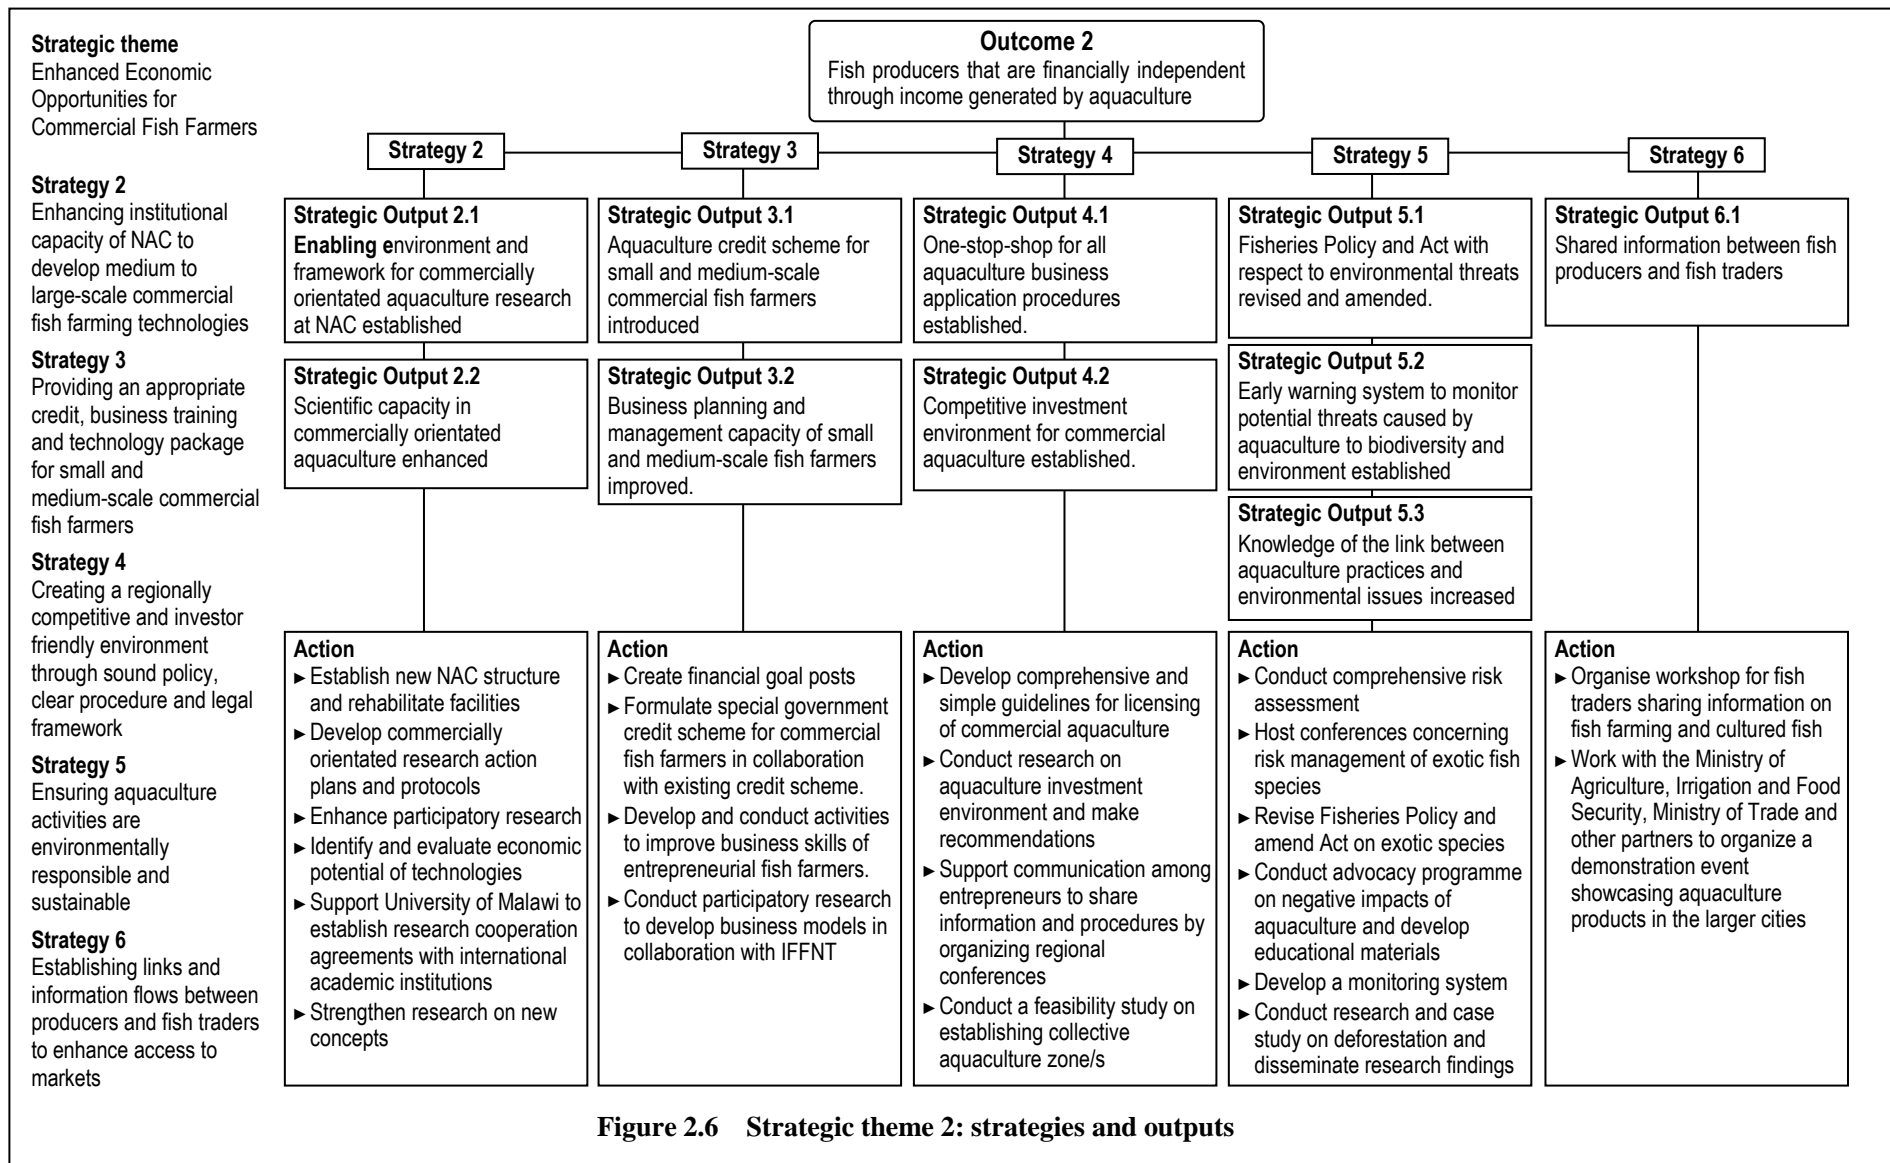 Strategic theme
Enhanced Economic
Opportunities for
Commercial Fish Farmers
Strategy 2
Enhancing institutional
capacity of NAC to
develop medium to
large-scale commercial
fish farming technologies
Strategy 3
Providing an appropriate
credit, business training
and technology package
for small and
medium-scale commercial
fish farmers
Strategy 4
Creating a regionally
competitive and investor
friendly environment
through sound policy,
clear procedure and legal
framework
Strategy 5
Ensuring aquaculture
activities are
environmentally
responsible and
sustainable
Strategy 6
Establishing links and
information flows between
producers and fish traders
to enhance access to
markets
Outcome 2
Fish producers that are financially independent
through income generated by aquaculture
Strategy 2
Strategic Output 2.1
Enabling environment and
framework for commercially
orientated aquaculture research
at NAC established
Strategic Output 2.2
Scientific capacity in
commercially orientated
aquaculture enhanced
Action
►Establish new NAC structure
and rehabilitate facilities
►Develop commercially
orientated research action
plans and protocols
►Enhance participatory research
►Identify and evaluate economic
potential of technologies
►Support University of Malawi to
establish research cooperation
agreements with international
academic institutions
►Strengthen research on new
concepts
Strategy 3
Strategic Output 3.1
Aquaculture credit scheme for
small and medium-scale
commercial fish farmers
introduced
Strategic Output 3.2
Business planning and
management capacity of small
and medium-scale fish farmers
improved.
Action
►Create financial goal posts
►Formulate special government
credit scheme for commercial
fish farmers in collaboration
with existing credit scheme.
►Develop and conduct activities
to improve business skills of
entrepreneurial fish farmers.
►Conduct participatory research
to develop business models in
collaboration with IFFNT
Strategy 4
Strategic Output 4.1
One-stop-shop for all
aquaculture business
application procedures
established.
Strategic Output 4.2
Competitive investment
environment for commercial
aquaculture established.
Action
►Develop comprehensive and
simple guidelines for licensing
of commercial aquaculture
►Conduct research on
aquaculture investment
environment and make
recommendations
►Support communication among
entrepreneurs to share
information and procedures by
organizing regional
conferences
►Conduct a feasibility study on
establishing collective
aquaculture zone/s
Strategy 5
Strategic Output 5.1
Fisheries Policy and Act with
respect to environmental threats
revised and amended.
Strategic Output 5.2
Early warning system to monitor
potential threats caused by
aquaculture to biodiversity and
environment established
Strategic Output 5.3
Knowledge of the link between
aquaculture practices and
environmental issues increased
Action
►Conduct comprehensive risk
assessment
►Host conferences concerning
risk management of exotic fish
species
►Revise Fisheries Policy and
amend Act on exotic species
►Conduct advocacy programme
on negative impacts of
aquaculture and develop
educational materials
►Develop a monitoring system
►Conduct research and case
study on deforestation and
disseminate research findings
Strategy 6
Strategic Output 6.1
Shared information between fish
producers and fish traders
Action
►Organise workshop for fish
traders sharing information on
fish farming and cultured fish
►Work with the Ministry of
Agriculture, Irrigation and Food
Security, Ministry of Trade and
other partners to organize a
demonstration event
showcasing aquaculture
products in the larger cities
Figure 2.6 Strategic theme 2: strategies and outputs